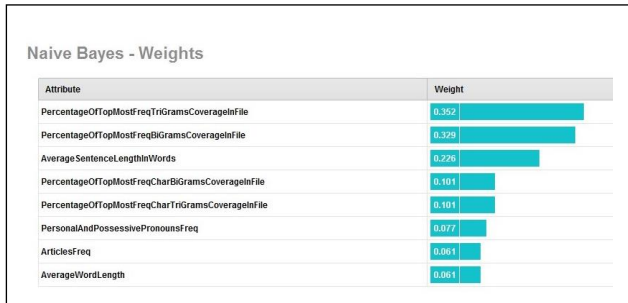 Naive Bayes - Weights
Attribute Weight
PercentageOfTopMostFreqTriGramsCoverageInFile 0.352
PercentageOfTopMostFreqBiGramsCoverageInFile 0.329
AverageSentenceLengthInWords 0.226
PercentageOfTopMostFreqCharBiGramsCoverageInFile 0.101
PercentageOfTopMostFreqCharTriGramsCoverageInFile 0.101
PersonalAndPossessivePronounsFreq 0.077
ArticlesFreq 0.061
AverageWordLength 0.061